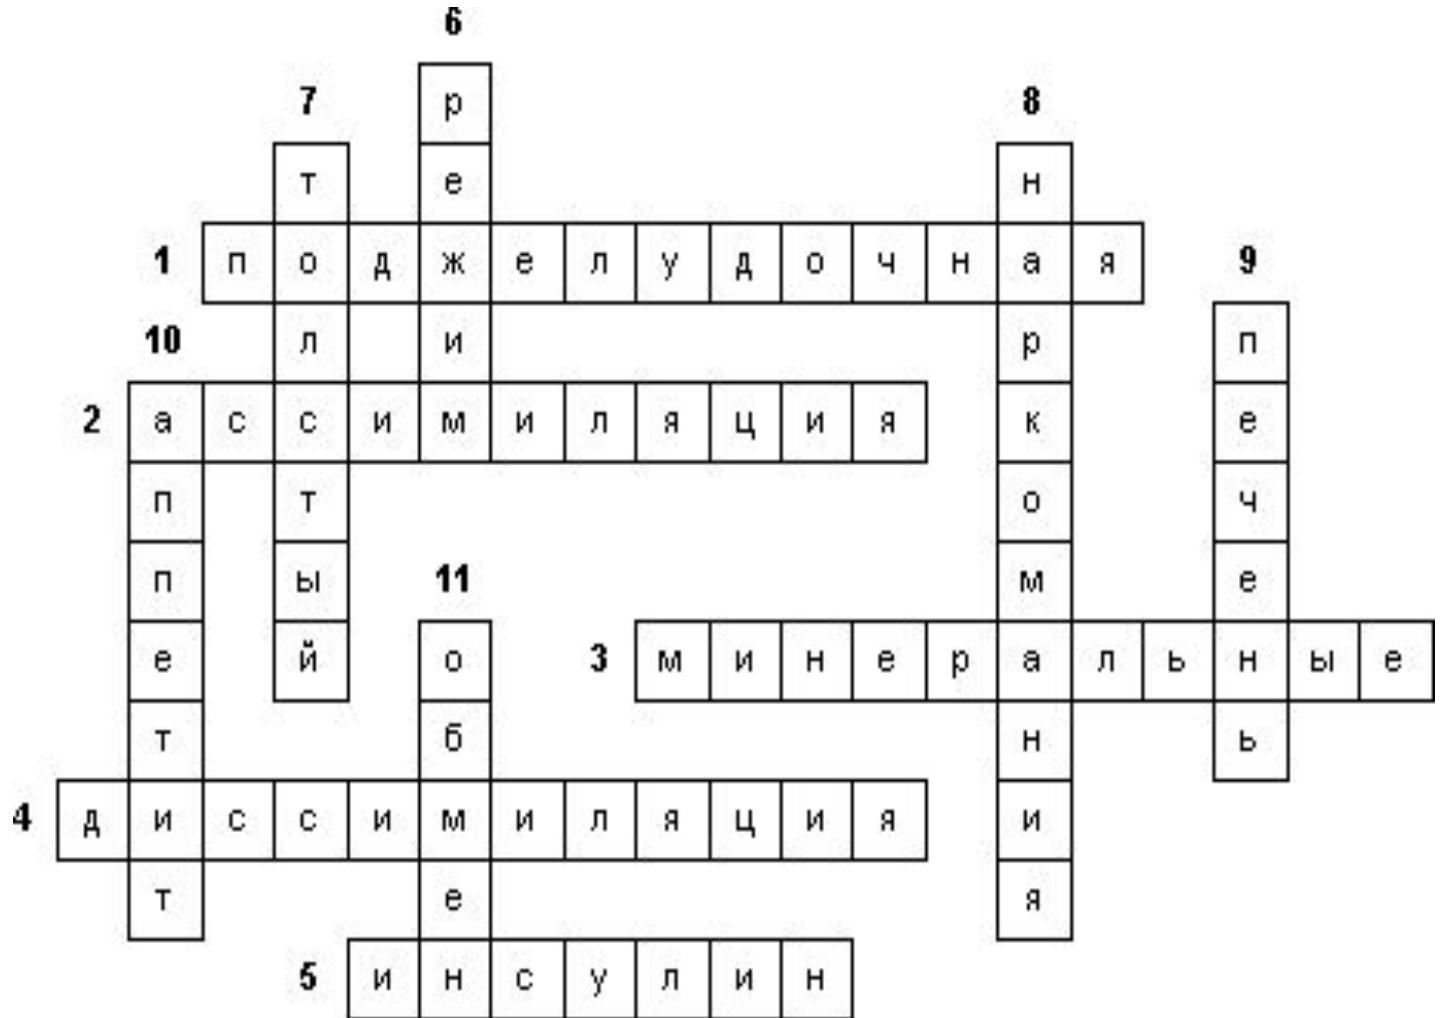 6
7 р 8
т е н
1 п о д ж е л у д о ч н а я 9
10 л и р п
2 а с с и м и л я ц и я к е
п т о ч
п ы 11 м е
е й о 3 м и н е р а л ь н ы е
т б н ь
4 д и с с и м и л я ц и я и
т е я
5 и н с у л и н